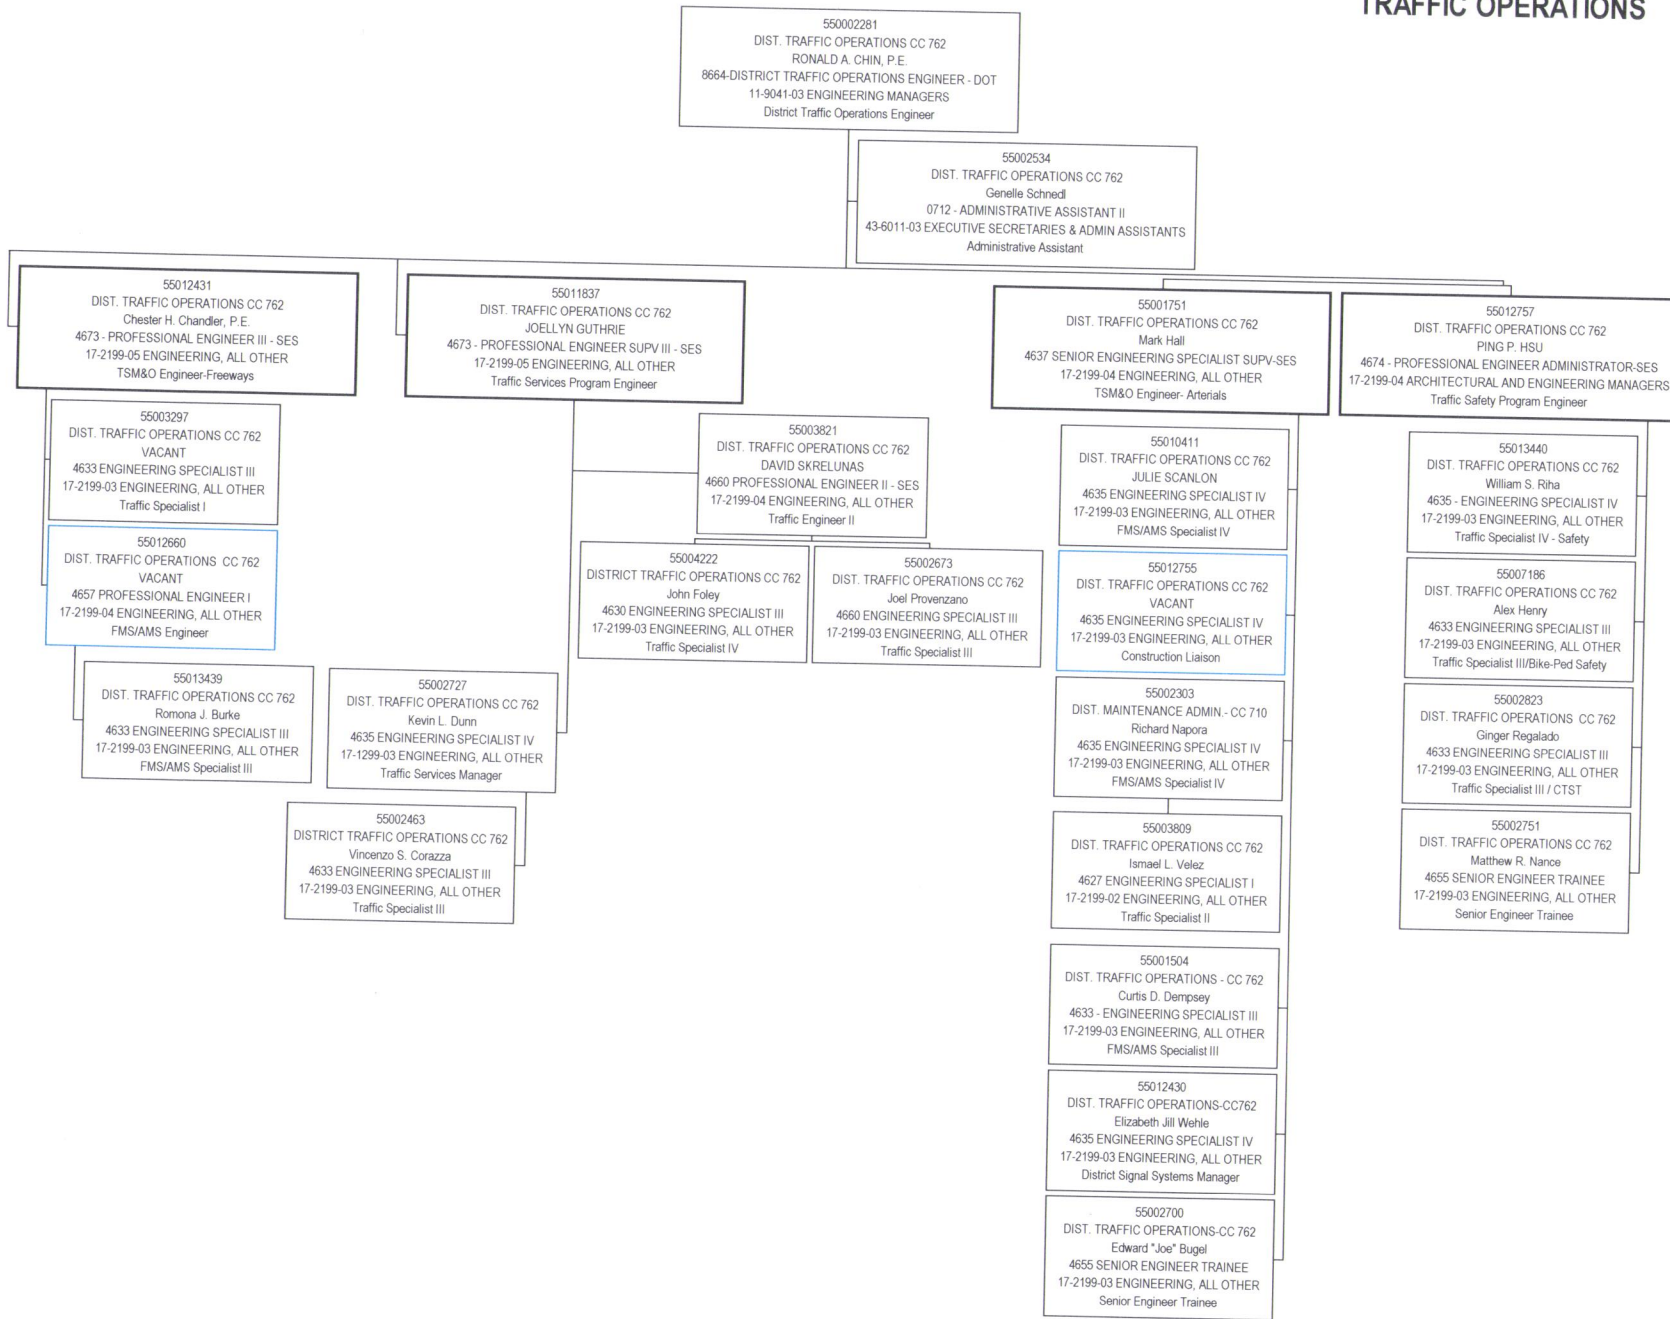 TRAFFIC OPERATIONS
550002281
DIST. TRAFFIC OPERATIONS CC 762
RONALD A. CHIN, P.E.
8664-DISTRICT TRAFFIC OPERATIONS ENGINEER - DOT
11-9041-03 ENGINEERING MANAGERS
District Traffic Operations Engineer
55002534
DIST. TRAFFIC OPERATIONS CC 762
Genelle Schnedl
0712 - ADMINISTRATIVE ASSISTANT II
43-6011-03 EXECUTIVE SECRETARIES & ADMIN ASSISTANTS
Administrative Assistant
55012431
DIST. TRAFFIC OPERATIONS CC 762
Chester H. Chandler, P.E.
4673 - PROFESSIONAL ENGINEER III - SES
17-2199-05 ENGINEERING, ALL OTHER
TSM&O Engineer-Freeways
55003297
DIST. TRAFFIC OPERATIONS CC 762
VACANT
4633 ENGINEERING SPECIALIST III
17-2199-03 ENGINEERING, ALL OTHER
Traffic Specialist I
55012660
DIST. TRAFFIC OPERATIONS CC 762
VACANT
4657 PROFESSIONAL ENGINEER I
17-2199-04 ENGINEERING, ALL OTHER
FMS/AMS Engineer
55013439
DIST. TRAFFIC OPERATIONS CC 762
Romona J. Burke
4633 ENGINEERING SPECIALIST III
17-2199-03 ENGINEERING, ALL OTHER
FMS/AMS Specialist III
55011837
DIST. TRAFFIC OPERATIONS CC 762
JOELLYN GUTHRIE
4673 - PROFESSIONAL ENGINEER SUPV III - SES
17-2199-05 ENGINEERING, ALL OTHER
Traffic Services Program Engineer
55003821
DIST. TRAFFIC OPERATIONS CC 762
DAVID SKRELUNAS
4660 PROFESSIONAL ENGINEER II - SES
17-2199-04 ENGINEERING, ALL OTHER
Traffic Engineer II
55004222
DISTRICT TRAFFIC OPERATIONS CC 762
John Foley
4630 ENGINEERING SPECIALIST III
17-2199-03 ENGINEERING, ALL OTHER
Traffic Specialist IV
55002673
DIST. TRAFFIC OPERATIONS CC 762
Joel Provenzano
4660 ENGINEERING SPECIALIST III
17-2199-03 ENGINEERING, ALL OTHER
Traffic Specialist III
55002727
DIST. TRAFFIC OPERATIONS CC 762
Kevin L. Dunn
4635 ENGINEERING SPECIALIST IV
17-1299-03 ENGINEERING, ALL OTHER
Traffic Services Manager
55002463
DISTRICT TRAFFIC OPERATIONS CC 762
Vincenzo S. Corazza
4633 ENGINEERING SPECIALIST III
17-2199-03 ENGINEERING, ALL OTHER
Traffic Specialist III
55001751
DIST. TRAFFIC OPERATIONS CC 762
Mark Hall
4637 SENIOR ENGINEERING SPECIALIST SUPV-SES
17-2199-04 ENGINEERING, ALL OTHER
TSM&O Engineer- Arterials
55010411
DIST. TRAFFIC OPERATIONS CC 762
JULIE SCANLON
4635 ENGINEERING SPECIALIST IV
17-2199-03 ENGINEERING, ALL OTHER
FMS/AMS Specialist IV
55012755
DIST. TRAFFIC OPERATIONS CC 762
VACANT
4635 ENGINEERING SPECIALIST IV
17-2199-03 ENGINEERING, ALL OTHER
Construction Liaison
55002303
DIST. MAINTENANCE ADMIN.- CC 710
Richard Napora
4635 ENGINEERING SPECIALIST IV
17-2199-03 ENGINEERING, ALL OTHER
FMS/AMS Specialist IV
55003809
DIST. TRAFFIC OPERATIONS CC 762
Ismael L. Velez
4627 ENGINEERING SPECIALIST I
17-2199-02 ENGINEERING, ALL OTHER
Traffic Specialist II
55001504
DIST. TRAFFIC OPERATIONS - CC 762
Curtis D. Dempsey
4633 - ENGINEERING SPECIALIST III
17-2199-03 ENGINEERING, ALL OTHER
FMS/AMS Specialist III
55012430
DIST. TRAFFIC OPERATIONS-CC762
Elizabeth Jill Wehle
4635 ENGINEERING SPECIALIST IV
17-2199-03 ENGINEERING, ALL OTHER
District Signal Systems Manager
55002700
DIST. TRAFFIC OPERATIONS-CC 762
Edward "Joe" Bugel
4655 SENIOR ENGINEER TRAINEE
17-2199-03 ENGINEERING, ALL OTHER
Senior Engineer Trainee
55012757
DIST. TRAFFIC OPERATIONS CC 762
PING P. HSU
4674 - PROFESSIONAL ENGINEER ADMINISTRATOR-SES
17-2199-04 ARCHITECTURAL AND ENGINEERING MANAGERS
Traffic Safety Program Engineer
55013440
DIST. TRAFFIC OPERATIONS CC 762
William S. Riha
4635 - ENGINEERING SPECIALIST IV
17-2199-03 ENGINEERING, ALL OTHER
Traffic Specialist IV - Safety
55007186
DIST. TRAFFIC OPERATIONS CC 762
Alex Henry
4633 ENGINEERING SPECIALIST III
17-2199-03 ENGINEERING, ALL OTHER
Traffic Specialist III/Bike-Ped Safety
55002823
DIST. TRAFFIC OPERATIONS CC 762
Ginger Regalado
4633 ENGINEERING SPECIALIST III
17-2199-03 ENGINEERING, ALL OTHER
Traffic Specialist III / CTST
55002751
DIST. TRAFFIC OPERATIONS CC 762
Matthew R. Nance
4655 SENIOR ENGINEER TRAINEE
17-2199-03 ENGINEERING, ALL OTHER
Senior Engineer Trainee